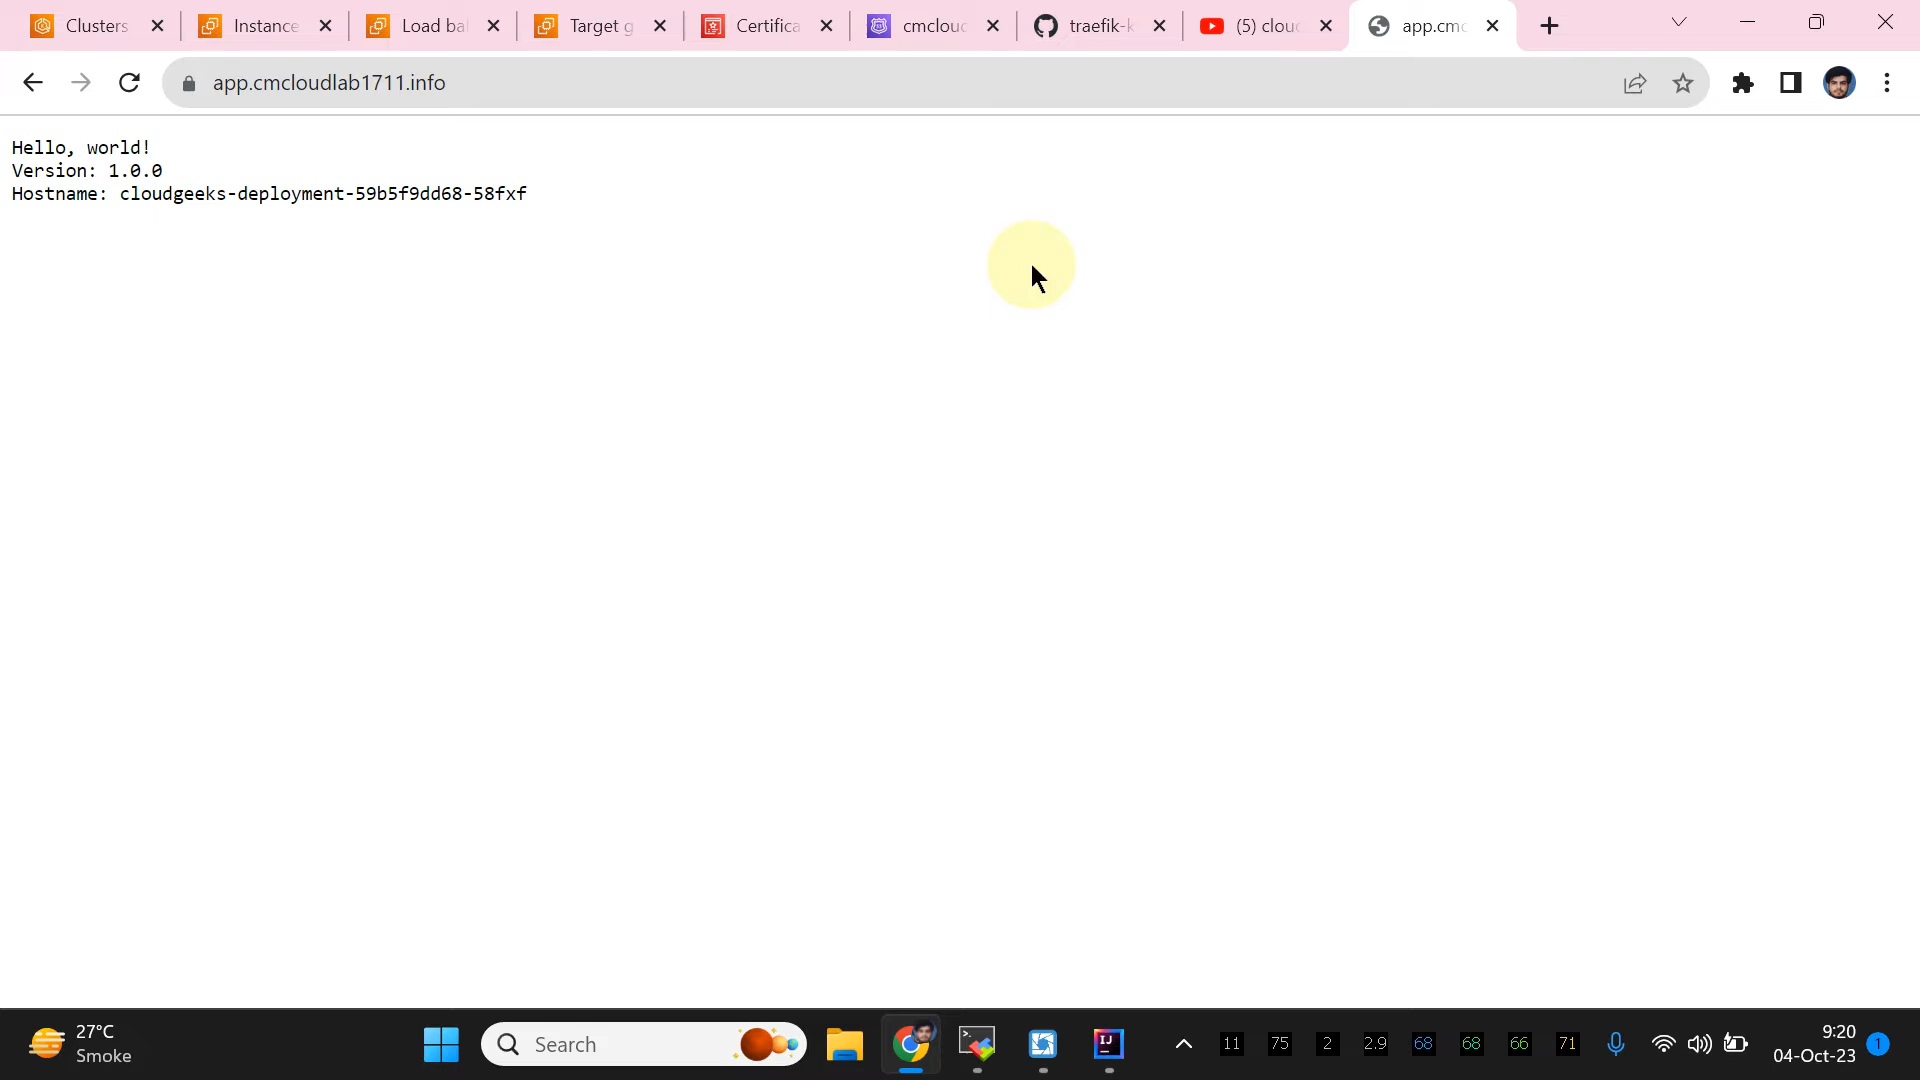 Clusters
Instance
Load bal
Target g
Certifica
cmclouc
traefik-k
(5) clou
app.cmc
app.cmcloudlab1711.info
Hello, world!
Version: 1.0.0
Hostname: cloudgeeks-deployment-59b5f9dd68-58fxf
27°C
Smoke
Search
IJ
11
75
2
2.9
68
68
66
71
9:20
04-Oct-23
1